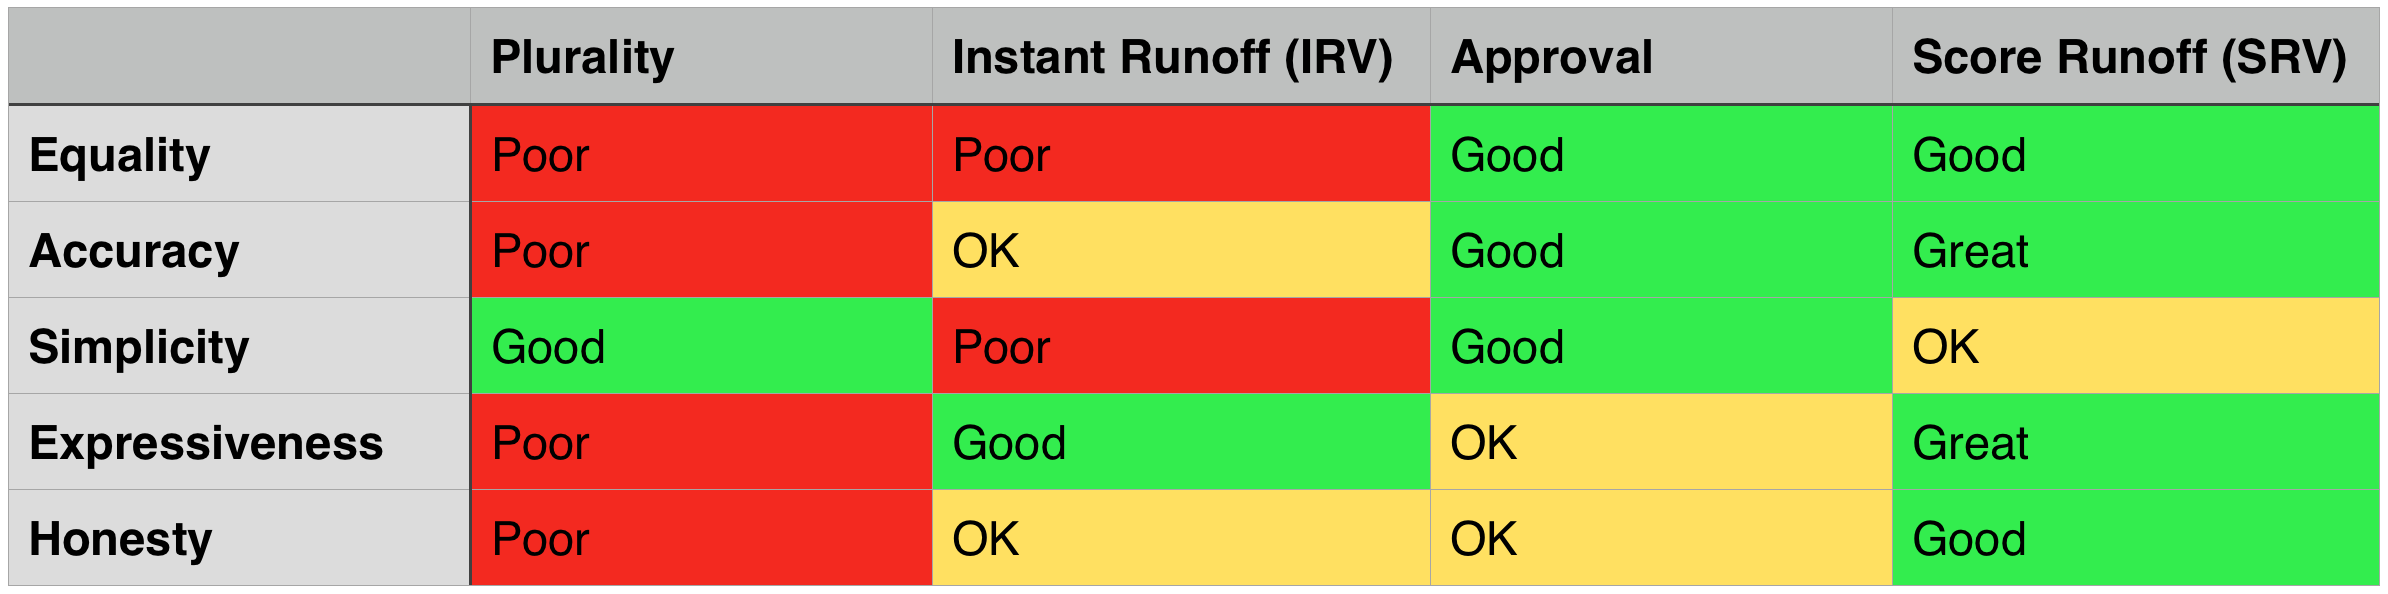 Plurality Instant Runoff (IRV) Approval Score Runoff (SRV)
Equality Poor Poor Good Good
Accuracy Poor OK Good Great
Simplicity Good Poor Good OK
Expressiveness Poor Good OK Great
Honesty Poor OK OK Good